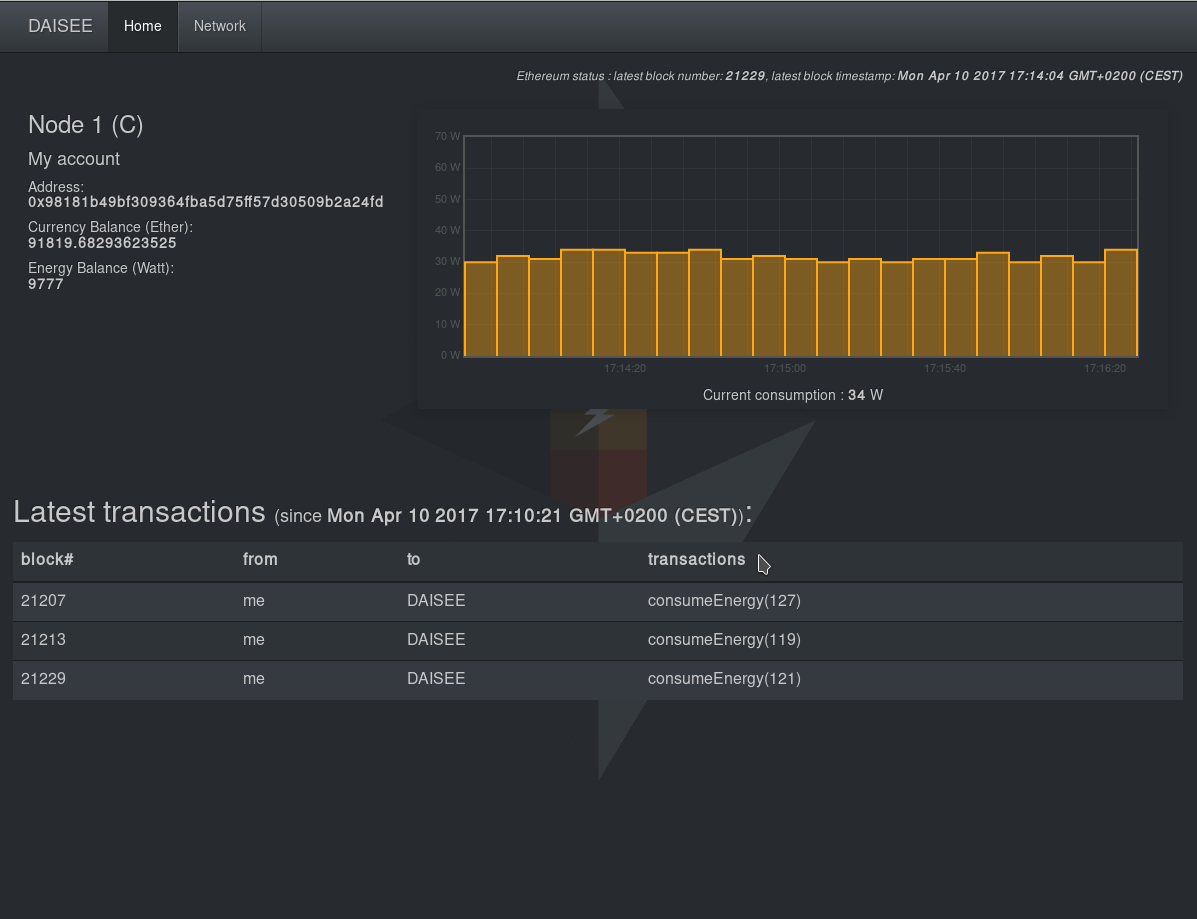 DAISEE Home Network
Ethereum status : latest block number: 21229, latest block timestamp: Mon Apr 10 2017 17:14:04 GMT+0200 (CEST)
Node 1 (C)
My account
Address:
0x98181b49bf309364fba5d75ff57d30509b2a24fd
Currency Balance (Ether):
91819.68293623525
Energy Balance (Watt):
9777
70 W
60 W
50 W
40 W
30 W
20 W
10 W
0 W
17:14:20 17:15:00 17:15:40 17:16:20
Current consumption : 34 W
Latest transactions (since Mon Apr 10 2017 17:10:21 GMT+0200 (CEST)):
block# from to transactions
21207 me DAISEE consumeEnergy(127)
21213 me DAISEE consumeEnergy(119)
21229 me DAISEE consumeEnergy(121)